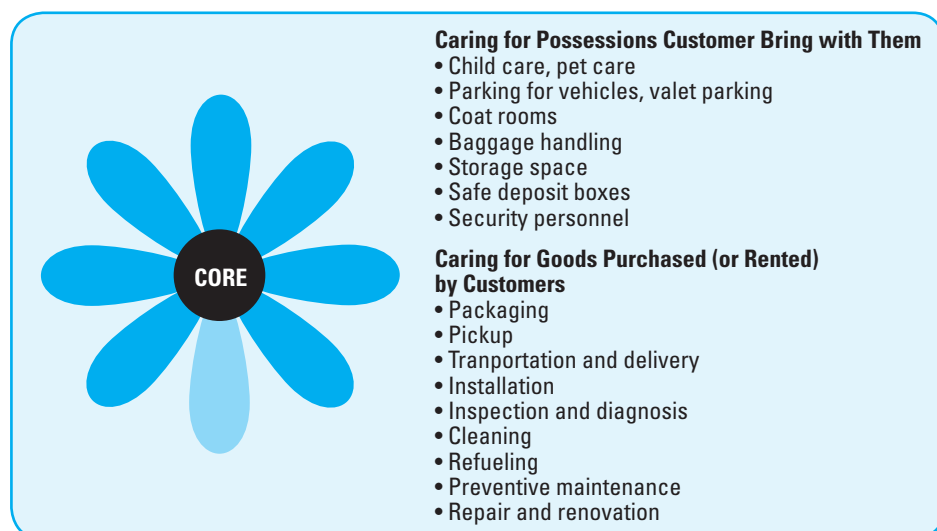 Caring for Possessions Customer Bring with Them
• Child care, pet care
• Parking for vehicles, valet parking
• Coat rooms
• Baggage handling
• Storage space
• Safe deposit boxes
• Security personnel
CORE
Caring for Goods Purchased (or Rented)
by Customers
• Packaging
• Pickup
• Tranportation and delivery
• Installation
• Inspection and diagnosis
• Cleaning
• Refueling
• Preventive maintenance
• Repair and renovation